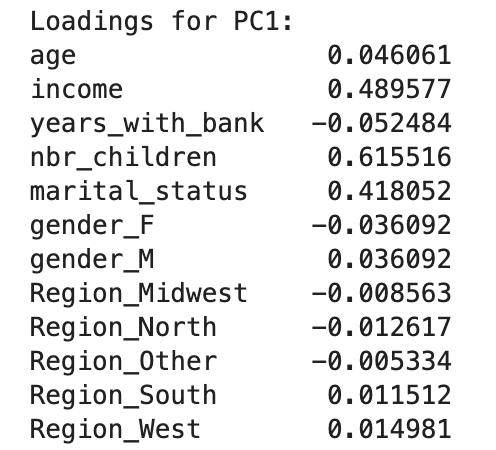 Loadings for PC1:
age 0.046061
income 0.489577
years_with_bank -0.052484
nbr_children 0.615516
marital_status 0.418052
gender_F -0.036092
gender_M 0.036092
Region_Midwest -0.008563
Region_North -0.012617
Region_Other -0.005334
Region_South 0.011512
Region_West 0.014981